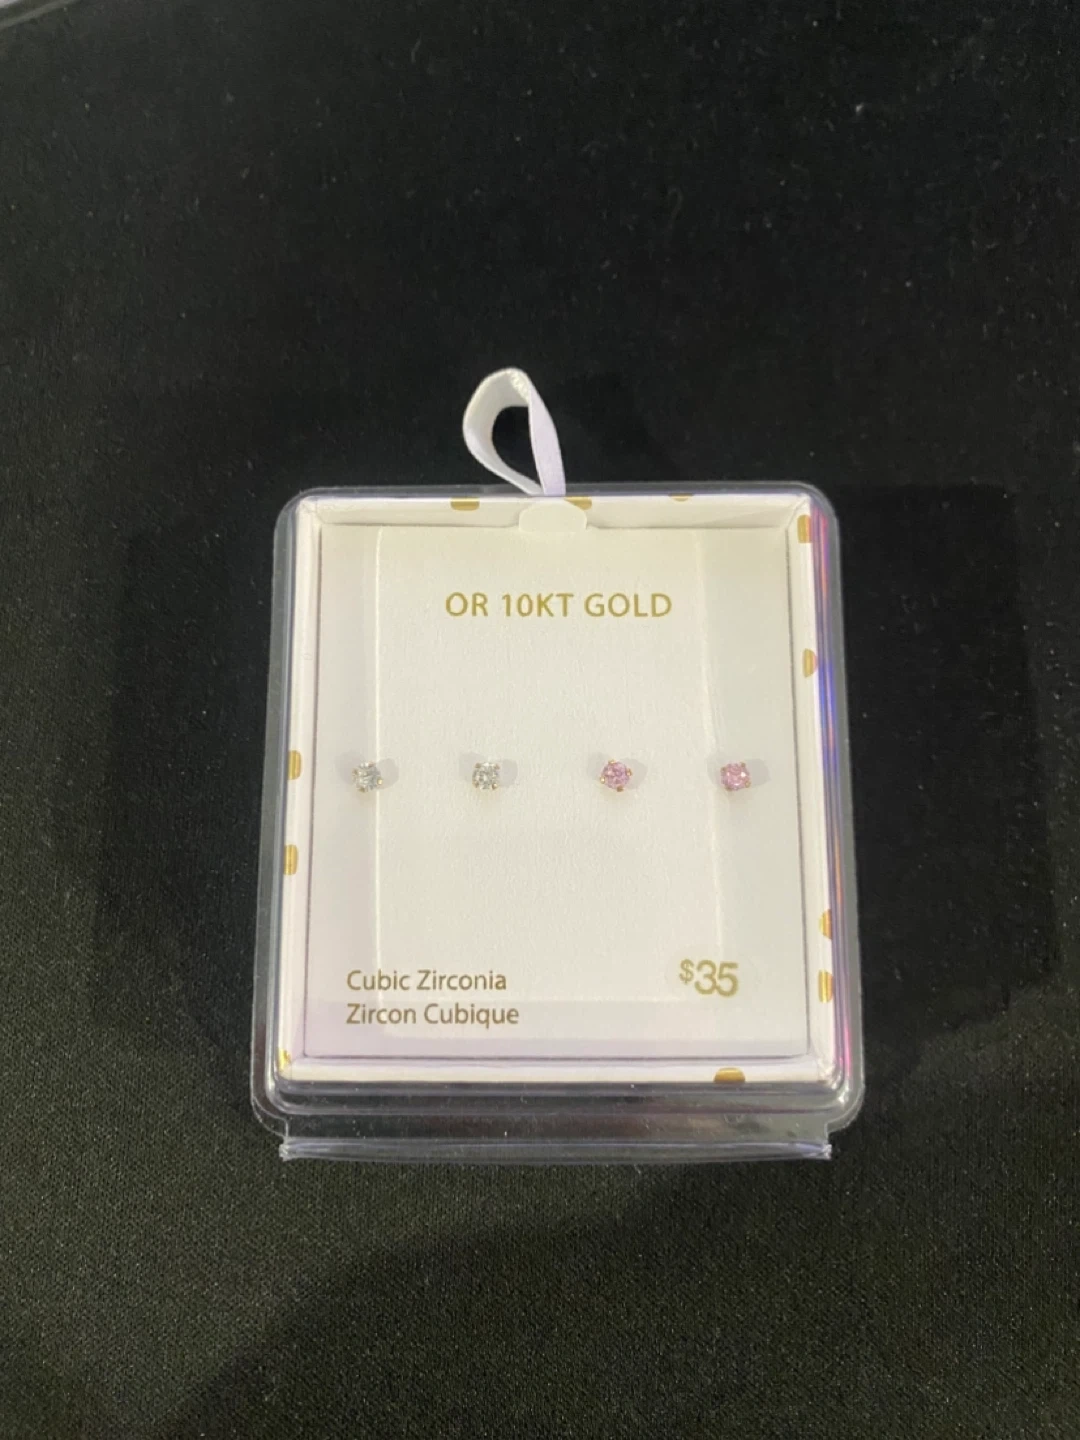 OR 10KT GOLD
Cubic Zirconia
Zircon Cubique
$35